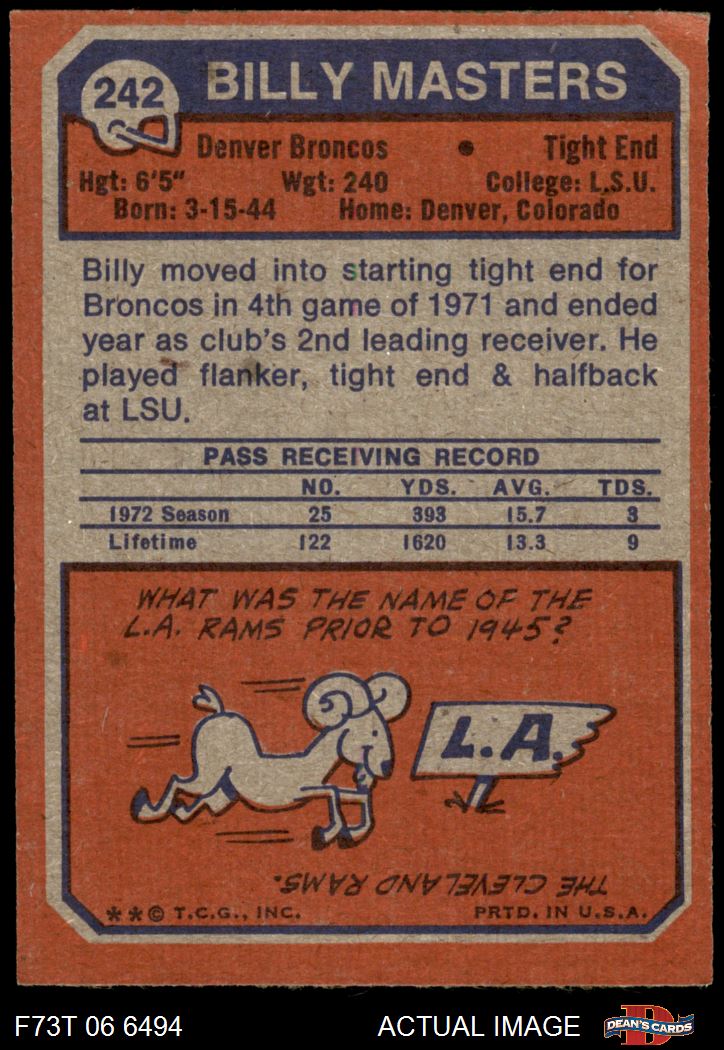 242 BILLY MASTERS
Denver Broncos • Tight End
Hgt: 6'5" Wgt: 240 College: L.S.U.
Born: 3-15-44 Home: Denver, Colorado
Billy moved into starting tight end for
Broncos in 4th game of 1971 and ended
year as club's 2nd leading receiver. He
played flanker, tight end & halfback
at LSU.
PASS RECEIVING RECORD
NO. YDS. AVG. TDS.
1972 Season 25 393 15.7 3
Lifetime 122 1620 13.3 9
WHAT WAS THE NAME OF THE
L.A. RAMS PRIOR TO 1945?
L.A.
THE CLEVELAND RAMS.
**© T.C.G., INC. PRTD. IN U.S.A.
F73T 06 6494 ACTUAL IMAGE DEAN'S CARDS